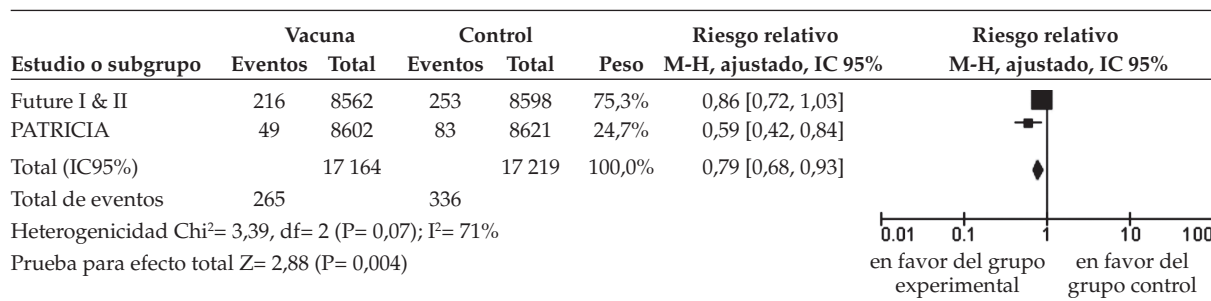 Vacuna Control Riesgo relativo Riesgo relativo
Estudio o subgrupo Eventos Total Eventos Total Peso M-H, ajustado, IC 95% M-H, ajustado, IC 95%
Future I & II 216 8562 253 8598 75,3% 0,86 [0,72, 1,03]
PATRICIA 49 8602 83 8621 24,7% 0,59 [0,42, 0,84]
Total (IC95%) 17 164 17 219 100,0% 0,79 [0,68, 0,93]
Total de eventos 265 336
Heterogenicidad Chi²= 3,39, df= 2 (P= 0,07); I²= 71%
Prueba para efecto total Z= 2,88 (P= 0,004)
0.01 0.1 1 10 100
en favor del grupo en favor del
experimental grupo control